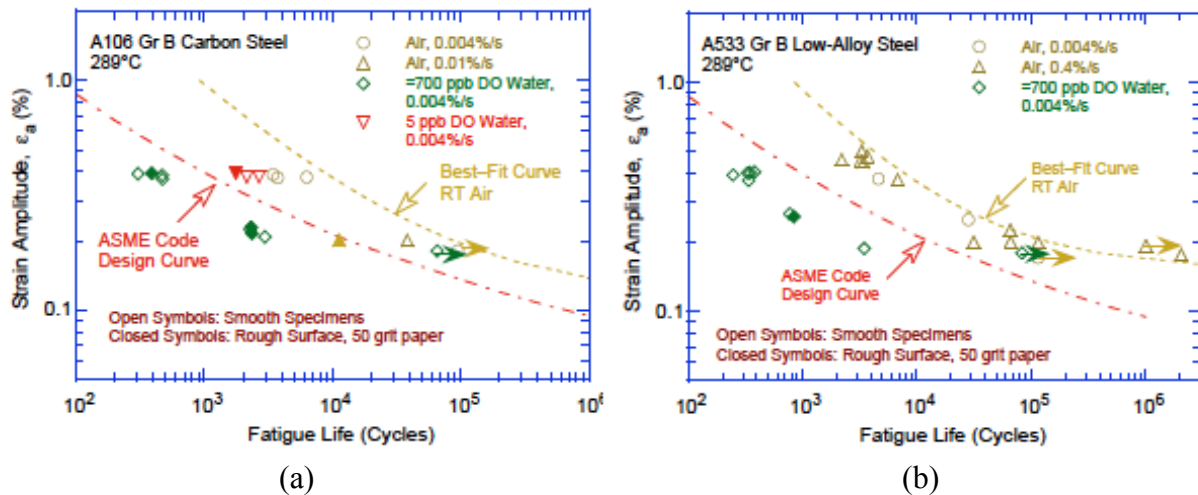 A106 Gr B Carbon Steel
289°C
Air, 0.004%/s
Air, 0.01%/s
=700 ppb DO Water,
0.004%/s
5 ppb DO Water,
0.004%/s
1.0
0.1
Strain Amplitude, εa (%)
Best–Fit Curve
RT Air
ASME Code
Design Curve
Open Symbols: Smooth Specimens
Closed Symbols: Rough Surface, 50 grit paper
10² 10³ 10⁴ 10⁵ 10⁶
Fatigue Life (Cycles)
(a)
A533 Gr B Low-Alloy Steel
289°C
Air, 0.004%/s
Air, 0.4%/s
=700 ppb DO Water,
0.004%/s
1.0
0.1
Strain Amplitude, εa (%)
Best–Fit Curve
RT Air
ASME Code
Design Curve
Open Symbols: Smooth Specimens
Closed Symbols: Rough Surface, 50 grit paper
10² 10³ 10⁴ 10⁵ 10⁶
Fatigue Life (Cycles)
(b)